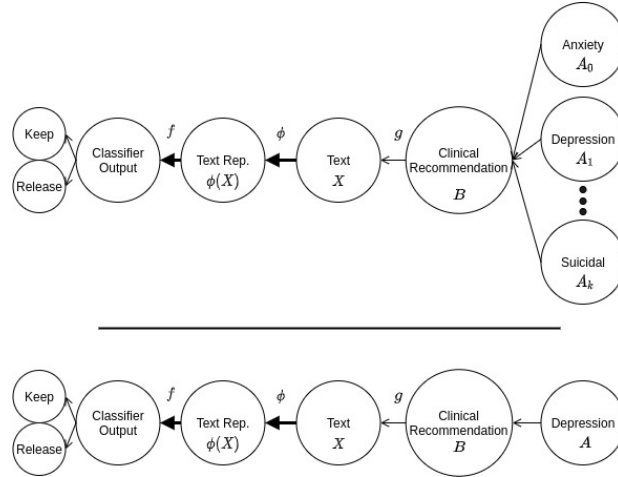 Anxiety
A₀
Keep
Release
Classifier
Output
f
Text Rep.
ϕ(X)
ϕ
Text
X
g
Clinical
Recommendation
B
Depression
A₁
Suicidal
Aₖ
Keep
Release
Classifier
Output
f
Text Rep.
ϕ(X)
ϕ
Text
X
g
Clinical
Recommendation
B
Depression
A